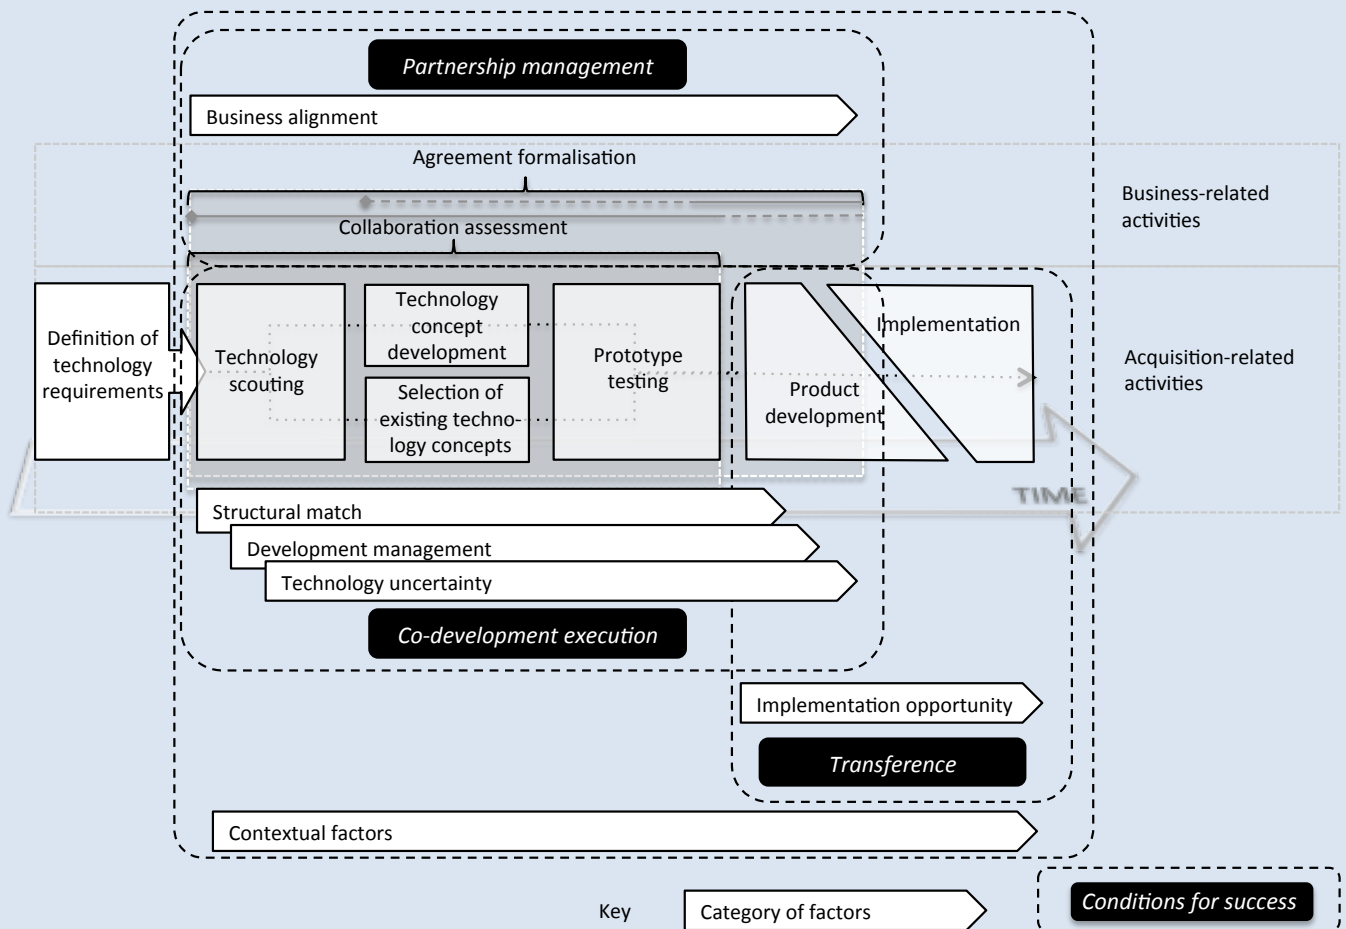 Partnership management
Business alignment
Agreement formalisation
Business-related
activities
Collaboration assessment
Definition of
technology
requirements
Technology
scouting
Technology
concept
development
Selection of
existing techno-
logy concepts
Prototype
testing
Product
development
Implementation
Acquisition-related
activities
TIME
Structural match
Development management
Technology uncertainty
Co-development execution
Implementation opportunity
Transference
Contextual factors
Key
Category of factors
Conditions for success